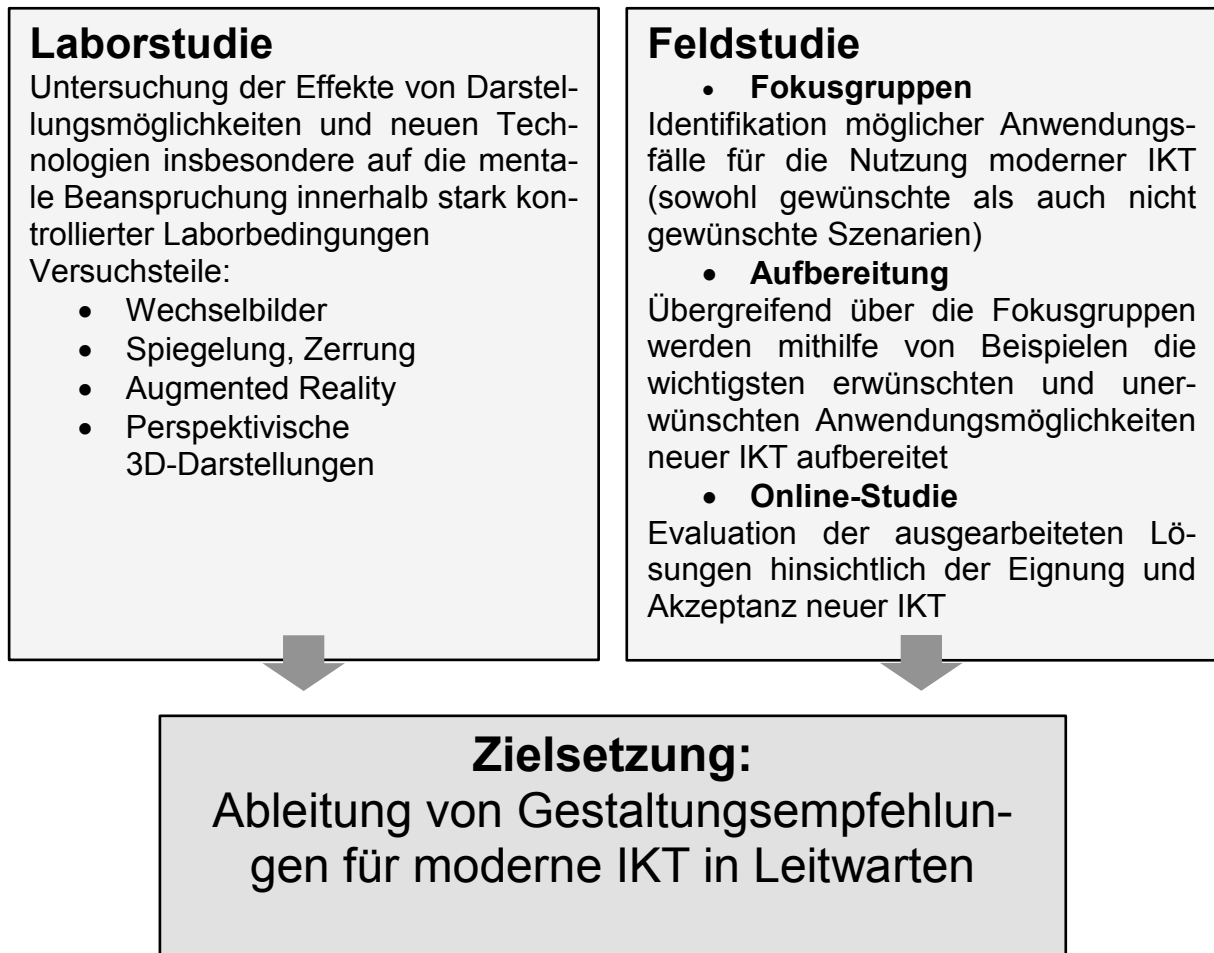 Laborstudie
Untersuchung der Effekte von Darstel-
lungsmöglichkeiten und neuen Tech-
nologien insbesondere auf die menta-
le Beanspruchung innerhalb stark kon-
trollierter Laborbedingungen
Versuchsteile:
• Wechselbilder
• Spiegelung, Zerrung
• Augmented Reality
• Perspektivische
3D-Darstellungen
Feldstudie
• Fokusgruppen
Identifikation möglicher Anwendungs-
fälle für die Nutzung moderner IKT
(sowohl gewünschte als auch nicht
gewünschte Szenarien)
• Aufbereitung
Übergreifend über die Fokusgruppen
werden mithilfe von Beispielen die
wichtigsten erwünschten und uner-
wünschten Anwendungsmöglichkeiten
neuer IKT aufbereitet
• Online-Studie
Evaluation der ausgearbeiteten Lö-
sungen hinsichtlich der Eignung und
Akzeptanz neuer IKT
Zielsetzung:
Ableitung von Gestaltungsempfehlun-
gen für moderne IKT in Leitwarten